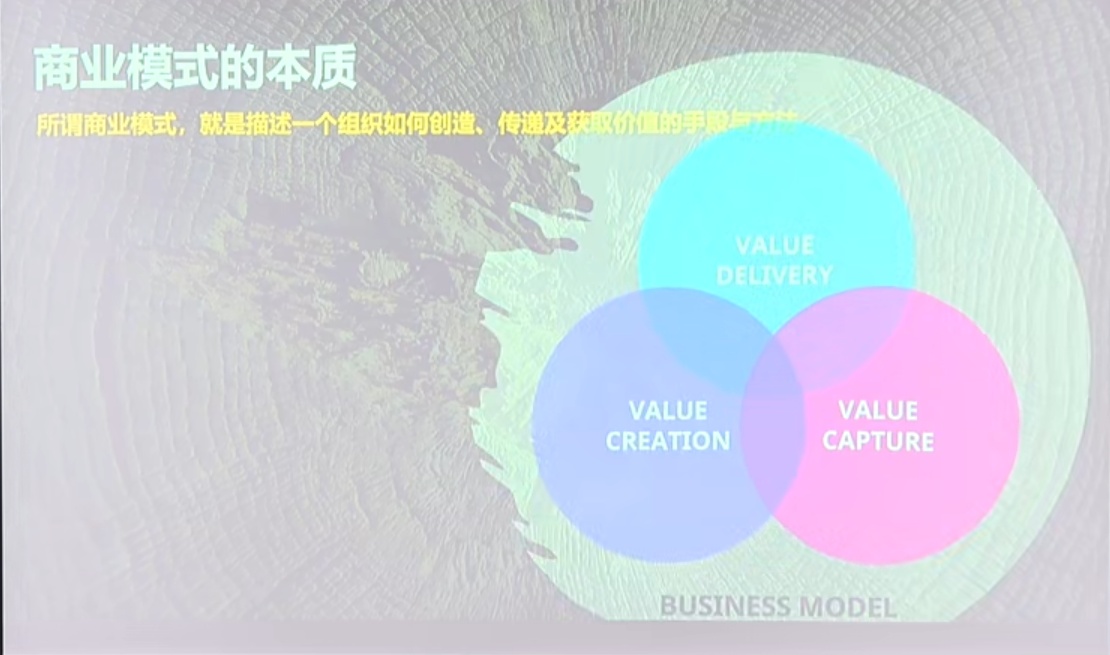 商业模式的本质
所谓商业模式，就是描述一个组织如何创造、传递及获取价值的手段与方法
VALUE
DELIVERY
VALUE
CREATION
VALUE
CAPTURE
BUSINESS MODEL